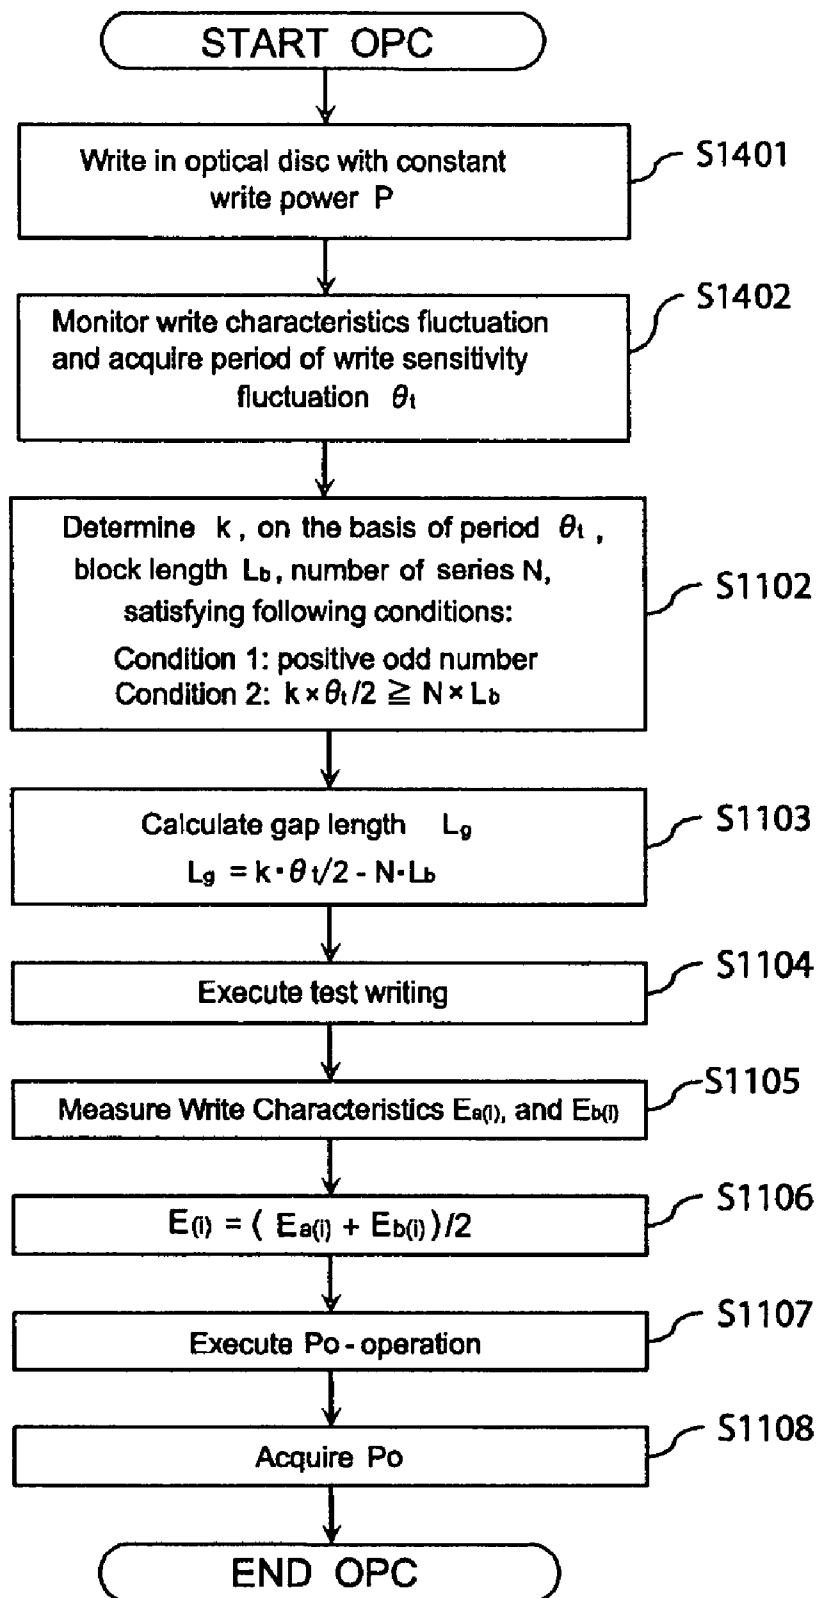 START OPC
Write in optical disc with constant
write power P
S1401
Monitor write characteristics fluctuation
and acquire period of write sensitivity
fluctuation θt
S1402
Determine k, on the basis of period θt,
block length Lb, number of series N,
satisfying following conditions:
Condition 1: positive odd number
Condition 2: k × θt/2 ≧ N × Lb
S1102
Calculate gap length Lg
Lg = k・θt/2 - N・Lb
S1103
Execute test writing
S1104
Measure Write Characteristics Ea(i), and Eb(i)
S1105
E(i) = ( Ea(i) + Eb(i) )/2
S1106
Execute Po - operation
S1107
Acquire Po
S1108
END OPC